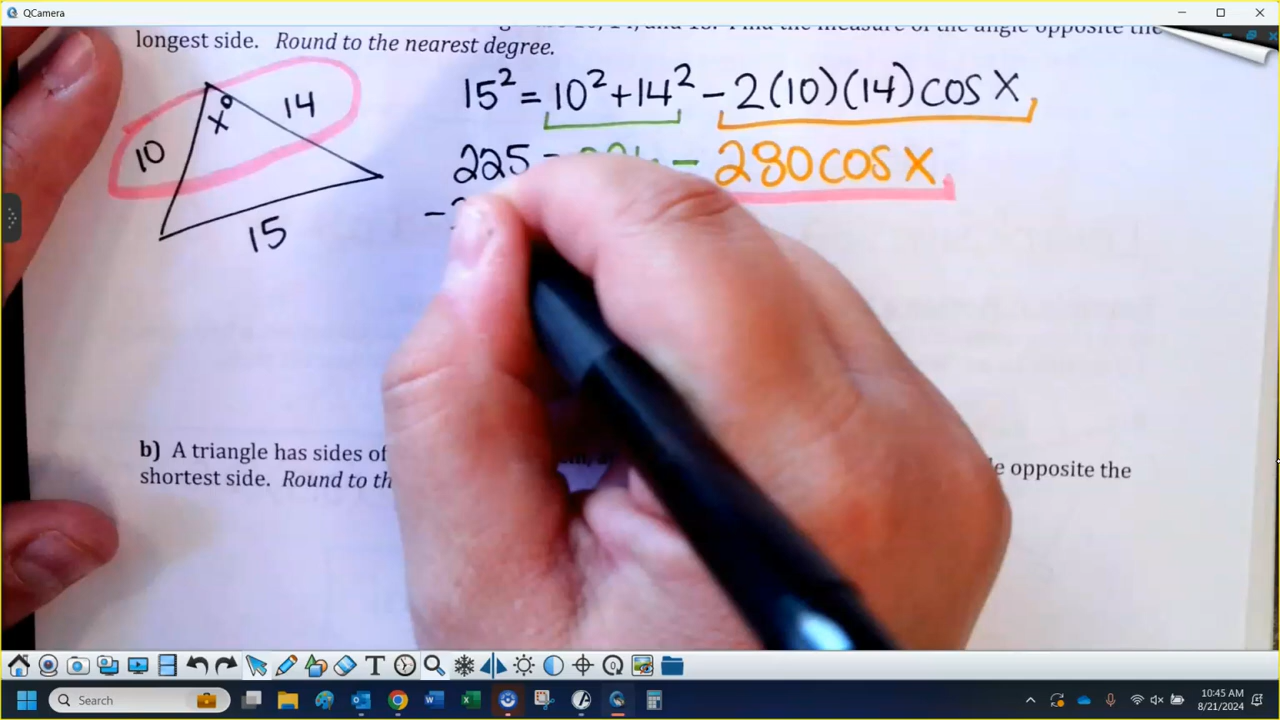 QCamera
longest side. Round to the nearest degree.
10
x°
14
15
15² = 10² + 14² - 2(10)(14) cos X
225 - 280 cos X
-2
b) A triangle has sides of
e opposite the
shortest side. Round to th
Search
10:45 AM
8/21/2024